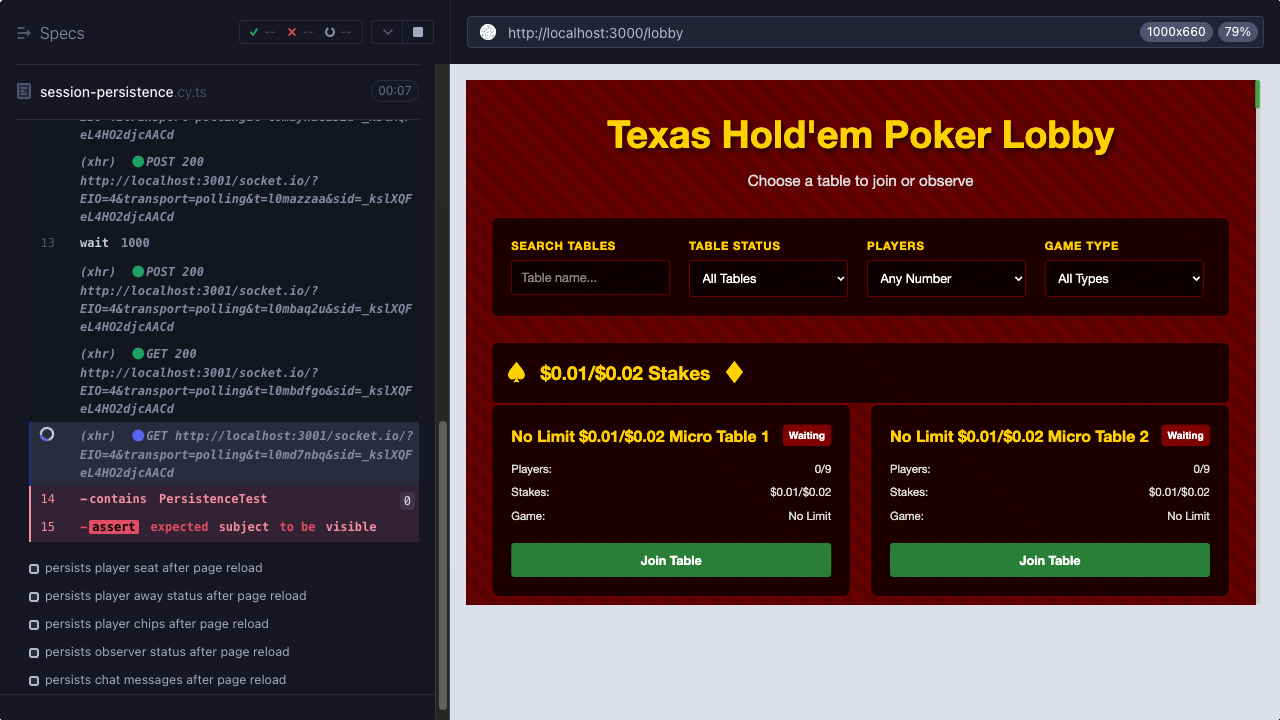 Specs
-- -- --
http://localhost:3000/lobby
1000x660
79%
session-persistence.cy.ts
00:07
eL4HO2djcAACd
(xhr) POST 200
http://localhost:3001/socket.io/?
EIO=4&transport=polling&t=l0mazzaa&sid=_kslXQF
eL4HO2djcAACd
13 wait 1000
(xhr) POST 200
http://localhost:3001/socket.io/?
EIO=4&transport=polling&t=l0mbaq2u&sid=_kslXQF
eL4HO2djcAACd
(xhr) GET 200
http://localhost:3001/socket.io/?
EIO=4&transport=polling&t=l0mbdfgo&sid=_kslXQF
eL4HO2djcAACd
(xhr) GET http://localhost:3001/socket.io/?
EIO=4&transport=polling&t=l0md7nbq&sid=_kslXQF
eL4HO2djcAACd
14 -contains PersistenceTest 0
15 -assert expected subject to be visible
persists player seat after page reload
persists player away status after page reload
persists player chips after page reload
persists observer status after page reload
persists chat messages after page reload
Texas Hold'em Poker Lobby
Choose a table to join or observe
SEARCH TABLES
Table name...
TABLE STATUS
All Tables
PLAYERS
Any Number
GAME TYPE
All Types
$0.01/$0.02 Stakes
No Limit $0.01/$0.02 Micro Table 1 Waiting
Players: 0/9
Stakes: $0.01/$0.02
Game: No Limit
Join Table
No Limit $0.01/$0.02 Micro Table 2 Waiting
Players: 0/9
Stakes: $0.01/$0.02
Game: No Limit
Join Table